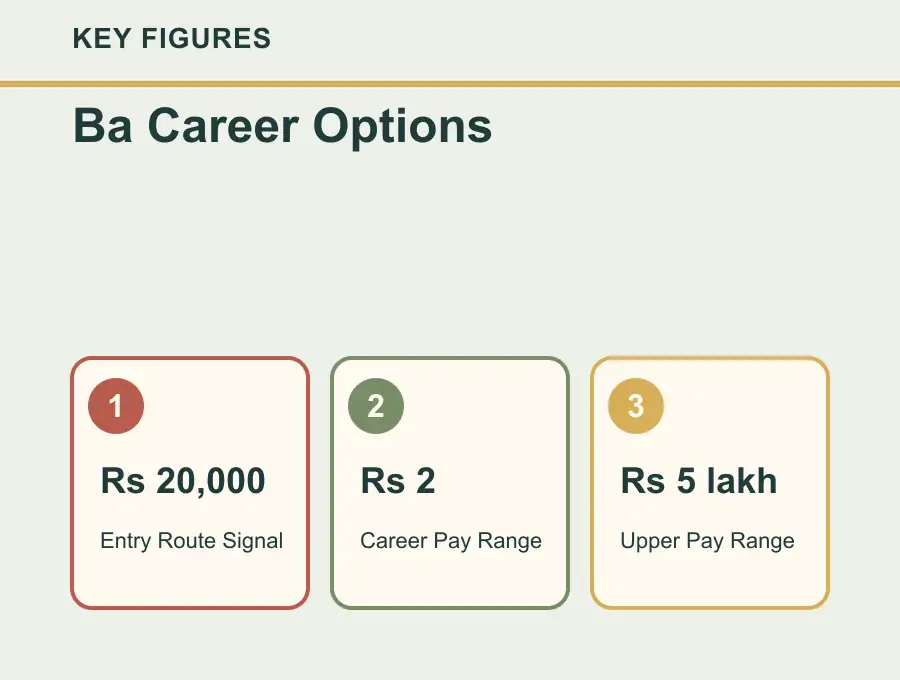 KEY FIGURES
Ba Career Options
1
2
3
Rs 20,000
Rs 2
Rs 5 lakh
Entry Route Signal
Career Pay Range
Upper Pay Range